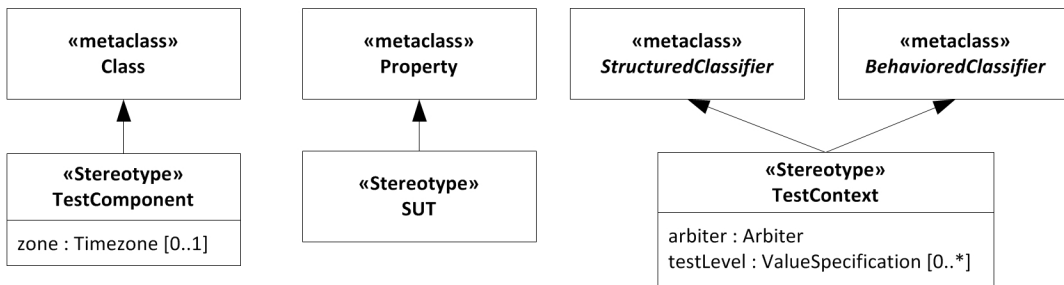 «metaclass»
Class
«metaclass»
Property
«metaclass»
StructuredClassifier
«metaclass»
BehavioredClassifier
«Stereotype»
TestComponent
zone : Timezone [0..1]
«Stereotype»
SUT
«Stereotype»
TestContext
arbiter : Arbiter
testLevel : ValueSpecification [0..*]